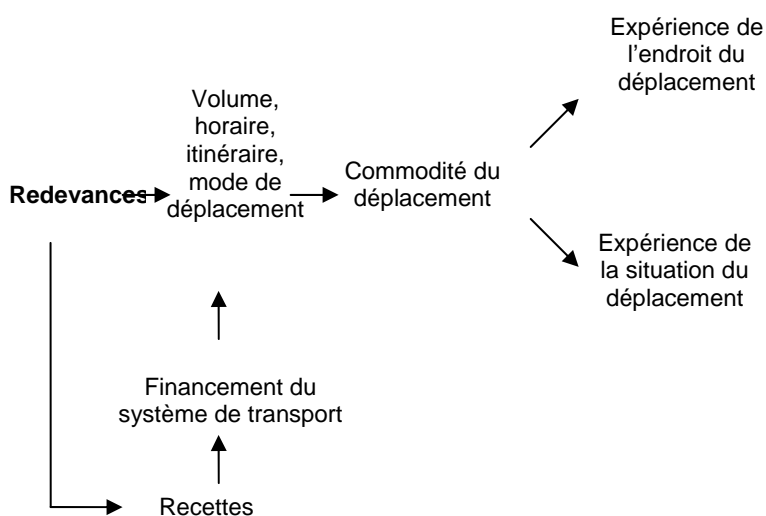 Expérience de
l'endroit du
déplacement
Volume,
horaire,
itinéraire,
mode de
déplacement
Redevances
Commodité du
déplacement
Expérience de
la situation du
déplacement
Financement du
système de transport
Recettes